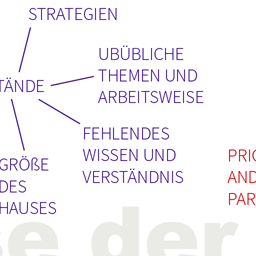 STRATEGIEN
UBÜBLICHE
THEMEN UND
ARBEITSWEISE
TÄNDE
FEHLENDES
WISSEN UND
VERSTÄNDNIS
GRÖẞE
DES
HAUSES
PRIO
AND
PAR
se der